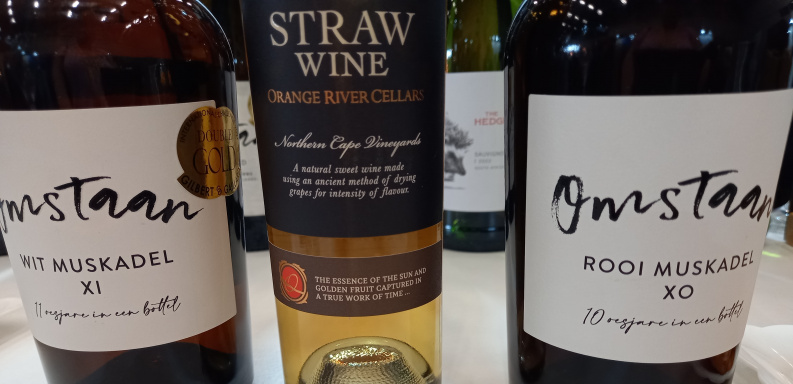 Omstaan
WIT MUSKADEL
XI
11 oesjare in een bottel
DOUBLE
GOLD
GILBERT &
STRAW
WINE
ORANGE RIVER CELLARS
Northern Cape Vineyards
A natural sweet wine made
using an ancient method of drying
grapes for intensity of flavour.
THE ESSENCE OF THE SUN AND
GOLDEN FRUIT CAPTURED IN
A TRUE WORK OF TIME ...
THE
HEDG
Omstaan
ROOI MUSKADEL
XO
10 oesjare in een bottel